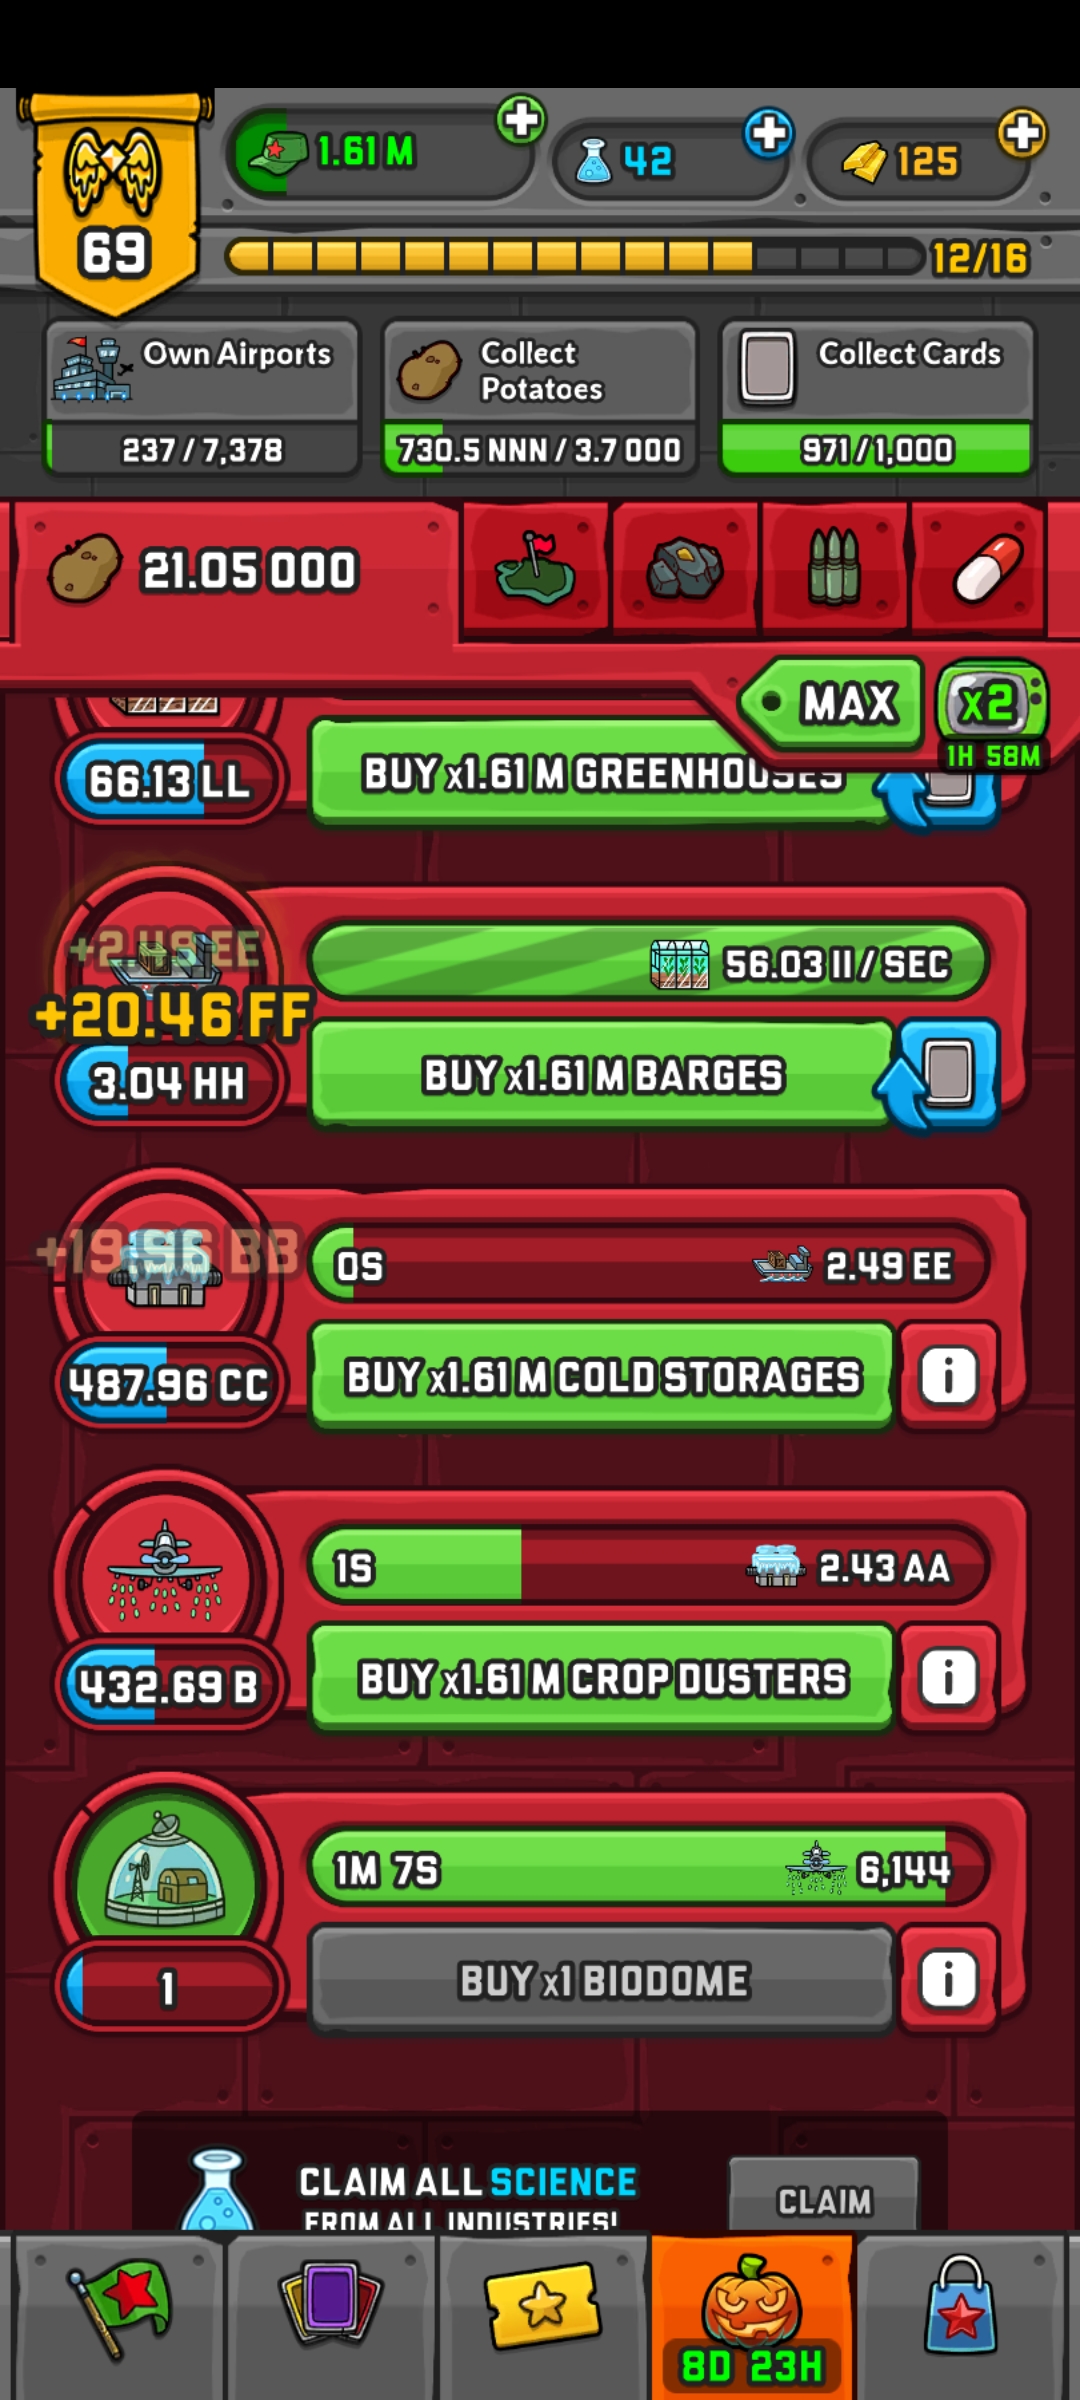 69
1.61 M
42
125
12/16
Own Airports
237 / 7,378
Collect
Potatoes
730.5 NNN / 3.7 OOO
Collect Cards
971 / 1,000
21.05 OOO
MAX
x2
1H 58M
66.13 LL
BUY x1.61 M GREENHOUSES
+2.49 EE
+20.46 FF
3.04 HH
56.03 II / SEC
BUY x1.61 M BARGES
+19.96 BB
487.96 CC
0S
2.49 EE
BUY x1.61 M COLD STORAGES
i
432.69 B
1S
2.43 AA
BUY x1.61 M CROP DUSTERS
i
1
1M 7S
6,144
BUY x1 BIODOME
i
CLAIM ALL SCIENCE
FROM ALL INDUSTRIES!
CLAIM
8D 23H